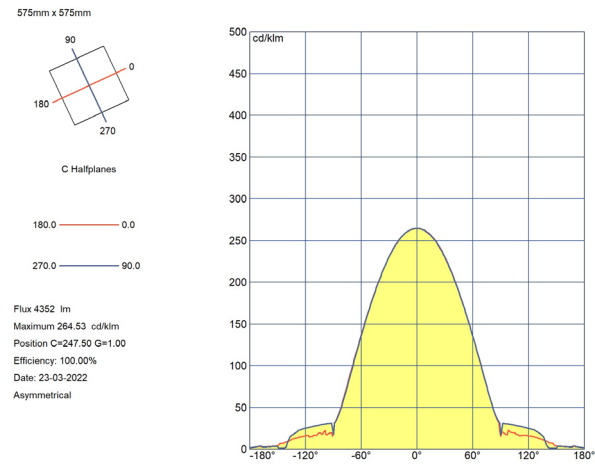 575mm x 575mm
90
0
180
270
C Halfplanes
180.0 0.0
270.0 90.0
Flux 4352 lm
Maximum 264.53 cd/klm
Position C=247.50 G=1.00
Efficiency: 100.00%
Date: 23-03-2022
Asymmetrical
500
cd/klm
450
400
350
300
250
200
150
100
50
0
-180° -120° -60° 0° 60° 120° 180°